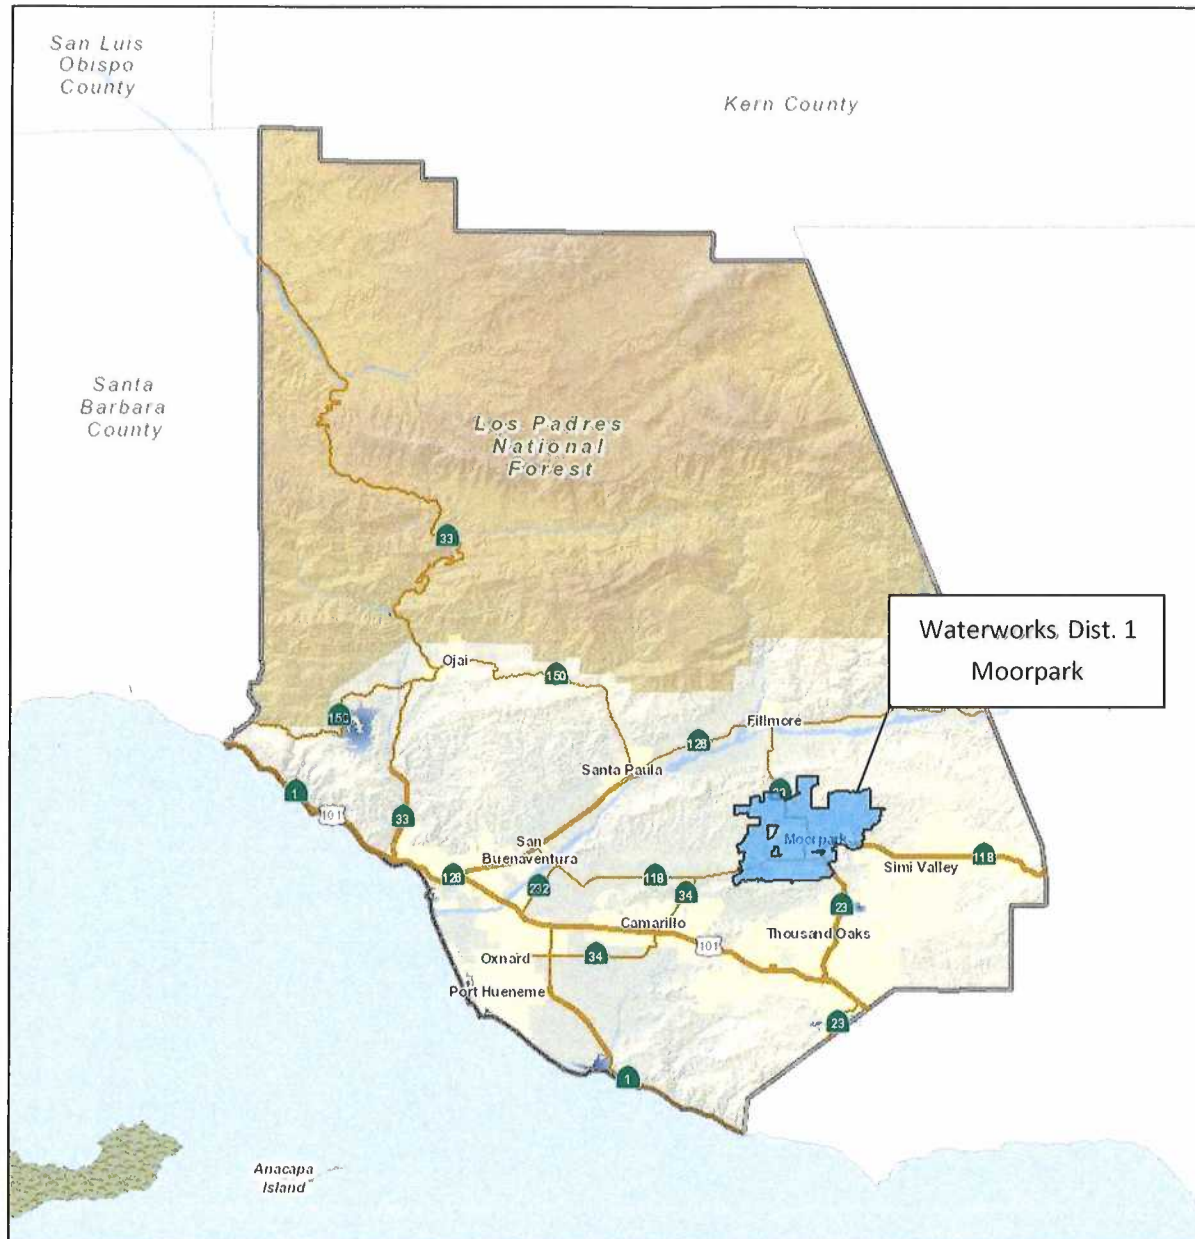 San Luis
Obispo
County
Kern County
Santa
Barbara
County
Los Padres
National
Forest
33
Waterworks Dist. 1
Moorpark
Ojai
150
150
Fillmore
126
Santa Paula
1
101
33
23
Moorpark
San
Buenaventura
126
232
118
34
Simi Valley
118
23
Camarillo
Thousand Oaks
101
Oxnard
34
Port Hueneme
23
1
Anacapa
Island